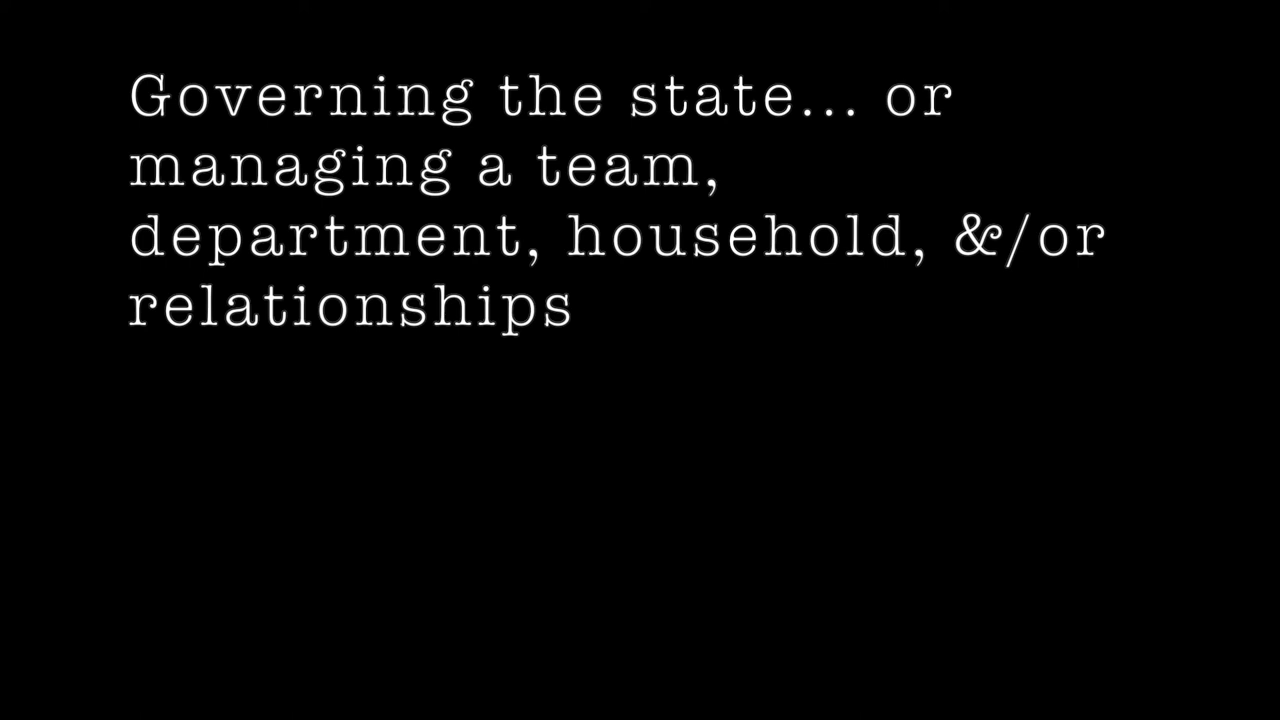 Governing the state... or
managing a team,
department, household, &/or
relationships